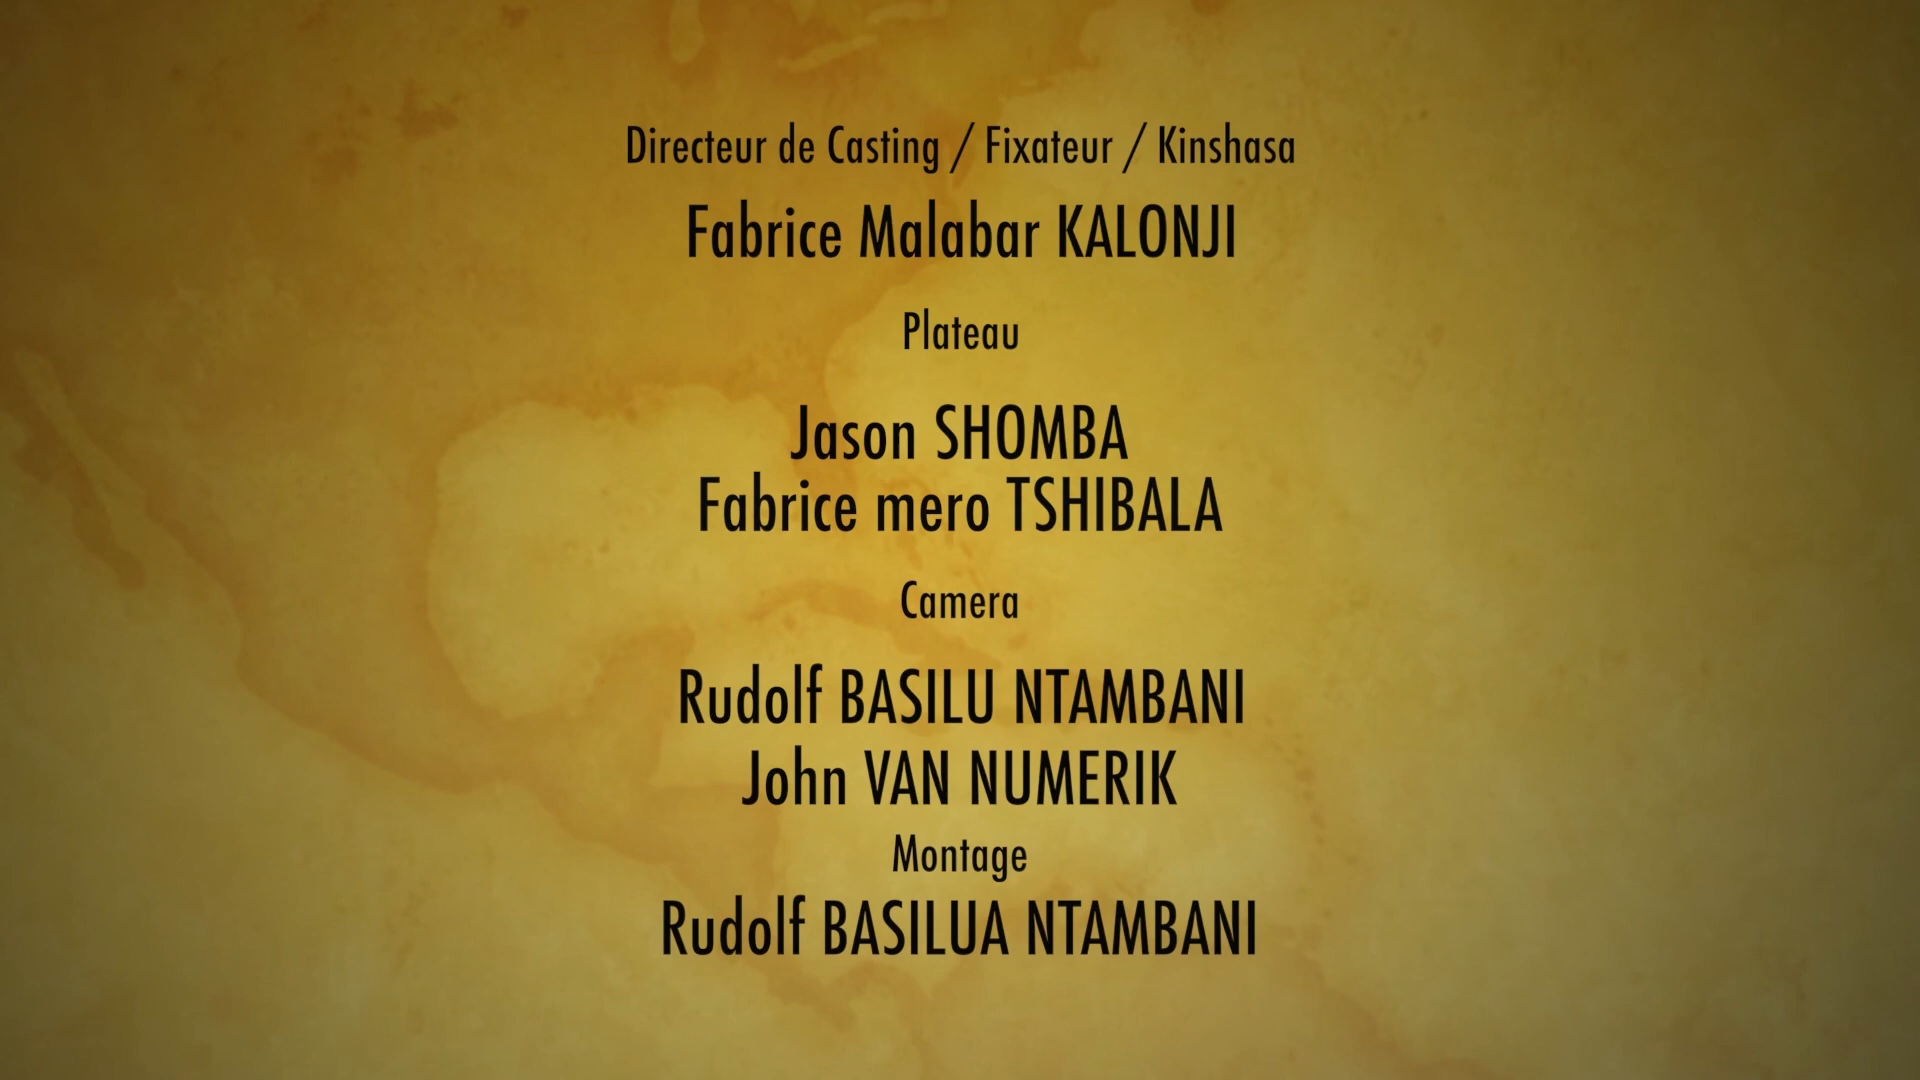 Directeur de Casting / Fixateur / Kinshasa
Fabrice Malabar KALONJI
Plateau
Jason SHOMBA
Fabrice mero TSHIBALA
Camera
Rudolf BASILU NTAMBANI
John VAN NUMERIK
Montage
Rudolf BASILUA NTAMBANI